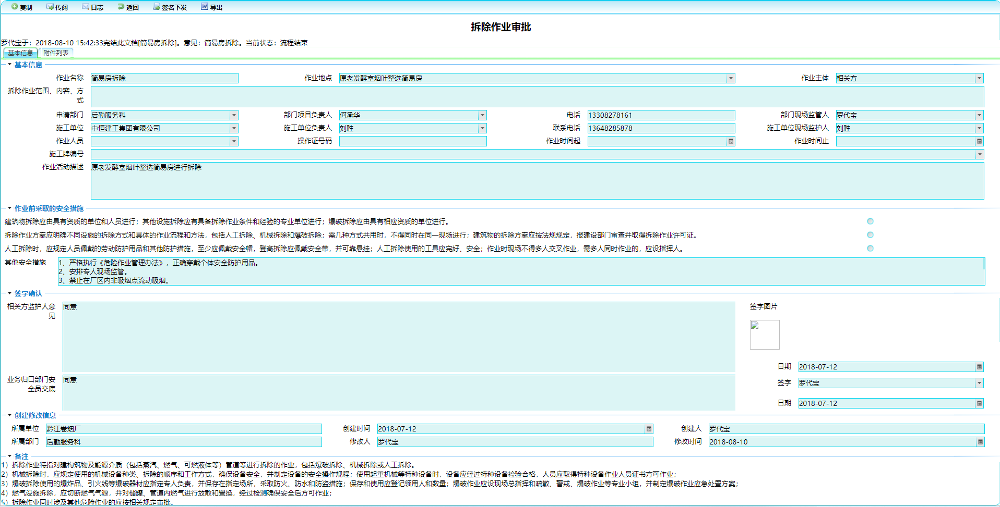 复制 传阅 日志 返回 签名下发 导出
拆除作业审批
罗代宝于：2018-08-10 15:42:33完结此文档[简易房拆除]。意见：简易房拆除。当前状态：流程结束
基本信息 附件列表
基本信息
作业名称 简易房拆除 作业地点 原老发酵室烟叶整选简易房 作业主体 相关方
拆除作业范围、内容、方
式
申请部门 后勤服务科 部门项目负责人 何承华 电话 13308278161 部门现场监管人 罗代宝
施工单位 中恒建工集团有限公司 施工单位负责人 刘胜 联系电话 13648285878 施工单位现场监护人 刘胜
作业人员 操作证号码 作业时间起 作业时间止
施工牌编号
作业活动描述 原老发酵室烟叶整选简易房进行拆除
作业前采取的安全措施
建筑物拆除应由具有资质的单位和人员进行；其他设施拆除应有具备拆除作业条件和经验的专业单位进行；爆破拆除应由具有相应资质的单位进行。
拆除作业方案应明确不同设施的拆除方式和具体的作业流程和方法，包括人工拆除、机械拆除和爆破拆除；需几种方式共用时，不得同时在同一现场进行；建筑物的拆除方案应按法规规定，报建设部门审查并取得拆除作业许可证。
人工拆除时，应规定人员佩戴的劳动防护用品和其他防护措施，至少应佩戴安全帽，登高拆除应佩戴安全带，并可靠悬挂；人工拆除使用的工具应完好、安全；作业时现场不得多人交叉作业，需多人同时作业的，应设指挥人。
其他安全措施 1、严格执行《危险作业管理办法》，正确穿戴个体安全防护用品。
2、安排专人现场监管。
3、禁止在厂区内非吸烟点流动吸烟。
签字确认
相关方监护人意 同意 签字图片
见
日期 2018-07-12
业务归口部门安 同意 签字 罗代宝
全员交底
日期 2018-07-12
创建修改信息
所属单位 黔江卷烟厂 创建时间 2018-07-12 创建人 罗代宝
所属部门 后勤服务科 修改人 罗代宝 修改时间 2018-08-10
备注
1）拆除作业特指对建构筑物及能源介质（包括蒸汽、燃气、可燃液体等）管道等进行拆除的作业，包括爆破拆除、机械拆除或人工拆除。
2）机械拆除时，应规定使用的机械设备种类、拆除的顺序和工作方式，确保设备安全，并制定设备的安全操作规程；使用起重机械等特种设备时，设备应经过特种设备检验合格，人员应取得特种设备作业人员证书方可作业；
3）爆破拆除使用的爆炸品、引火线等爆破器材应指定专人负责，并保存在指定场所，采取防火、防水和防盗措施；保存和使用应登记领用人和数量；爆破作业应设现场总指挥和疏散、警戒、爆破作业等专业小组，并制定爆破作业应急处置方案；
4）燃气设施拆除，应切断燃气气源，并对储罐、管道内燃气进行放散和置换，经过检测确保安全后方可作业；
5）拆除作业同时涉及其他危险作业的应按相关规定审批。